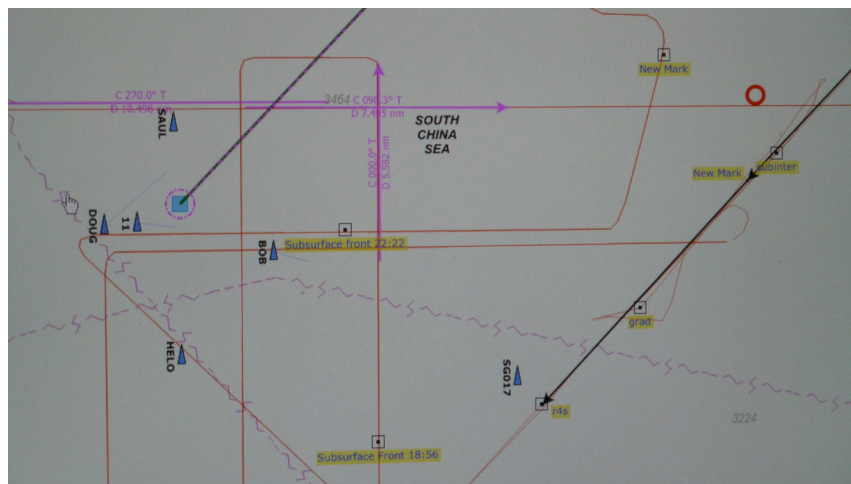 New Mark
C 270.0° T
D 10.496 nm
3464
C 090.3° T
D 7.495 nm
SAUL
SOUTH
CHINA
SEA
C 000.0° T
D 5.582 nm
subinter
New Mark
DOUG
11
BOB
Subsurface front 22:22
grad
HELO
SG017
r4s
3224
Subsurface Front 18:56